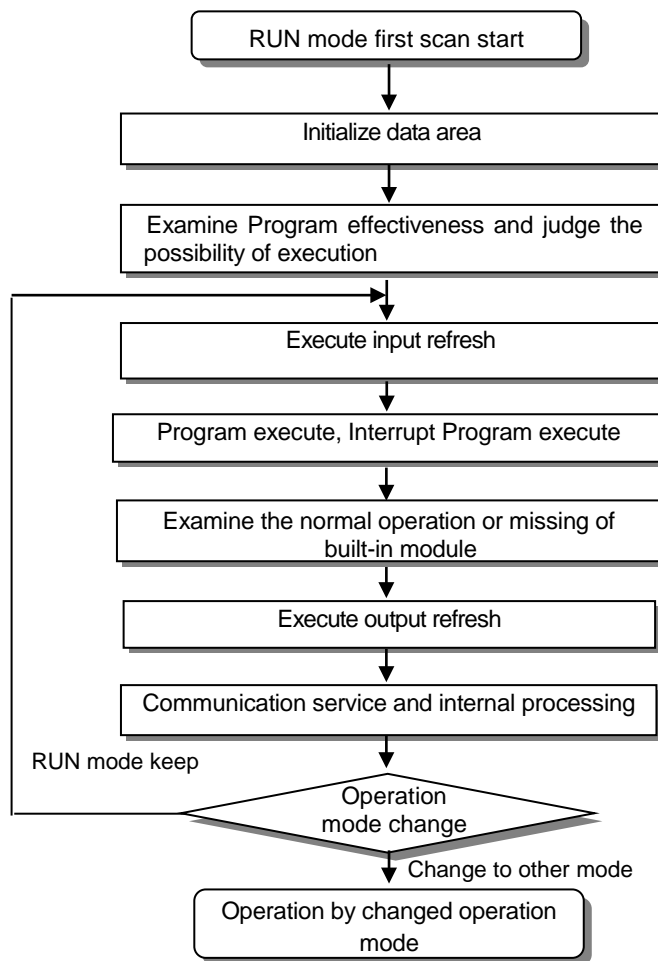 RUN mode first scan start
Initialize data area
Examine Program effectiveness and judge the
possibility of execution
Execute input refresh
Program execute, Interrupt Program execute
Examine the normal operation or missing of
built-in module
Execute output refresh
Communication service and internal processing
RUN mode keep
Operation
mode change
Change to other mode
Operation by changed operation
mode